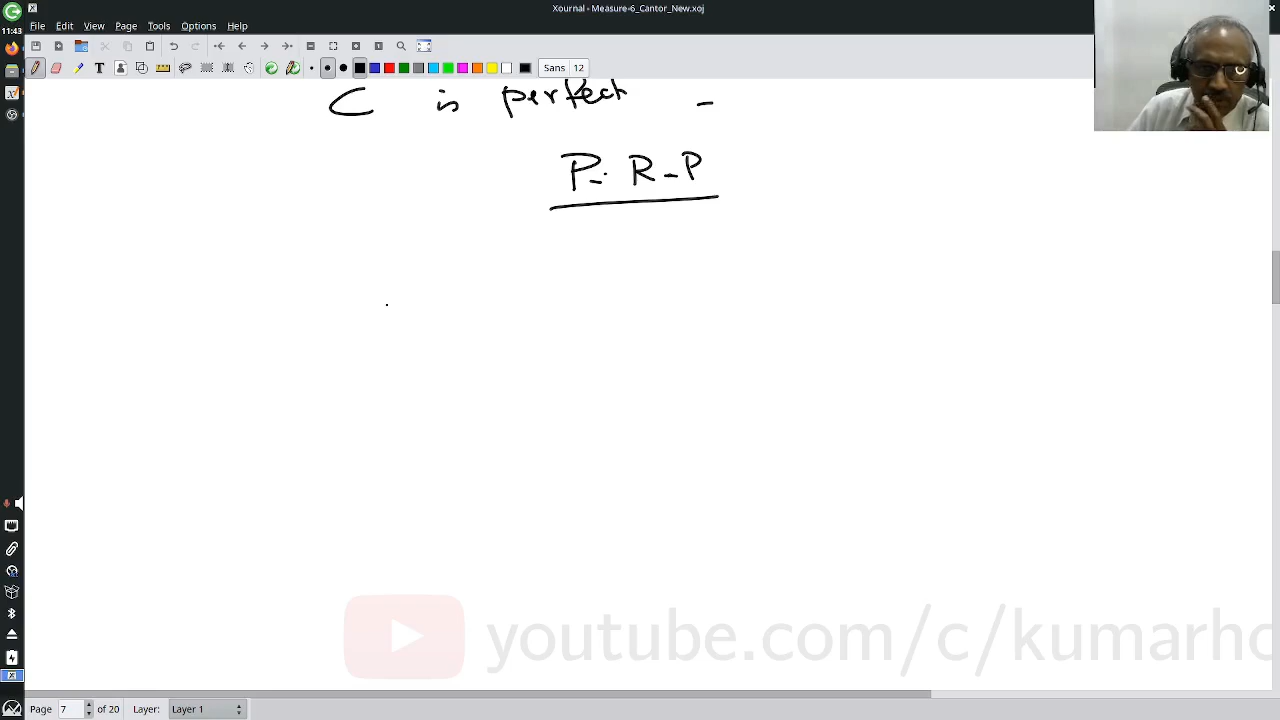 Xournal - Measure-6_Cantor_New.xoj
11:43
File Edit View Page Tools Options Help
Sans 12
C is perfect -
P-. R-P
youtube.com/c/kumarho
Page 7 of 20 Layer: Layer 1